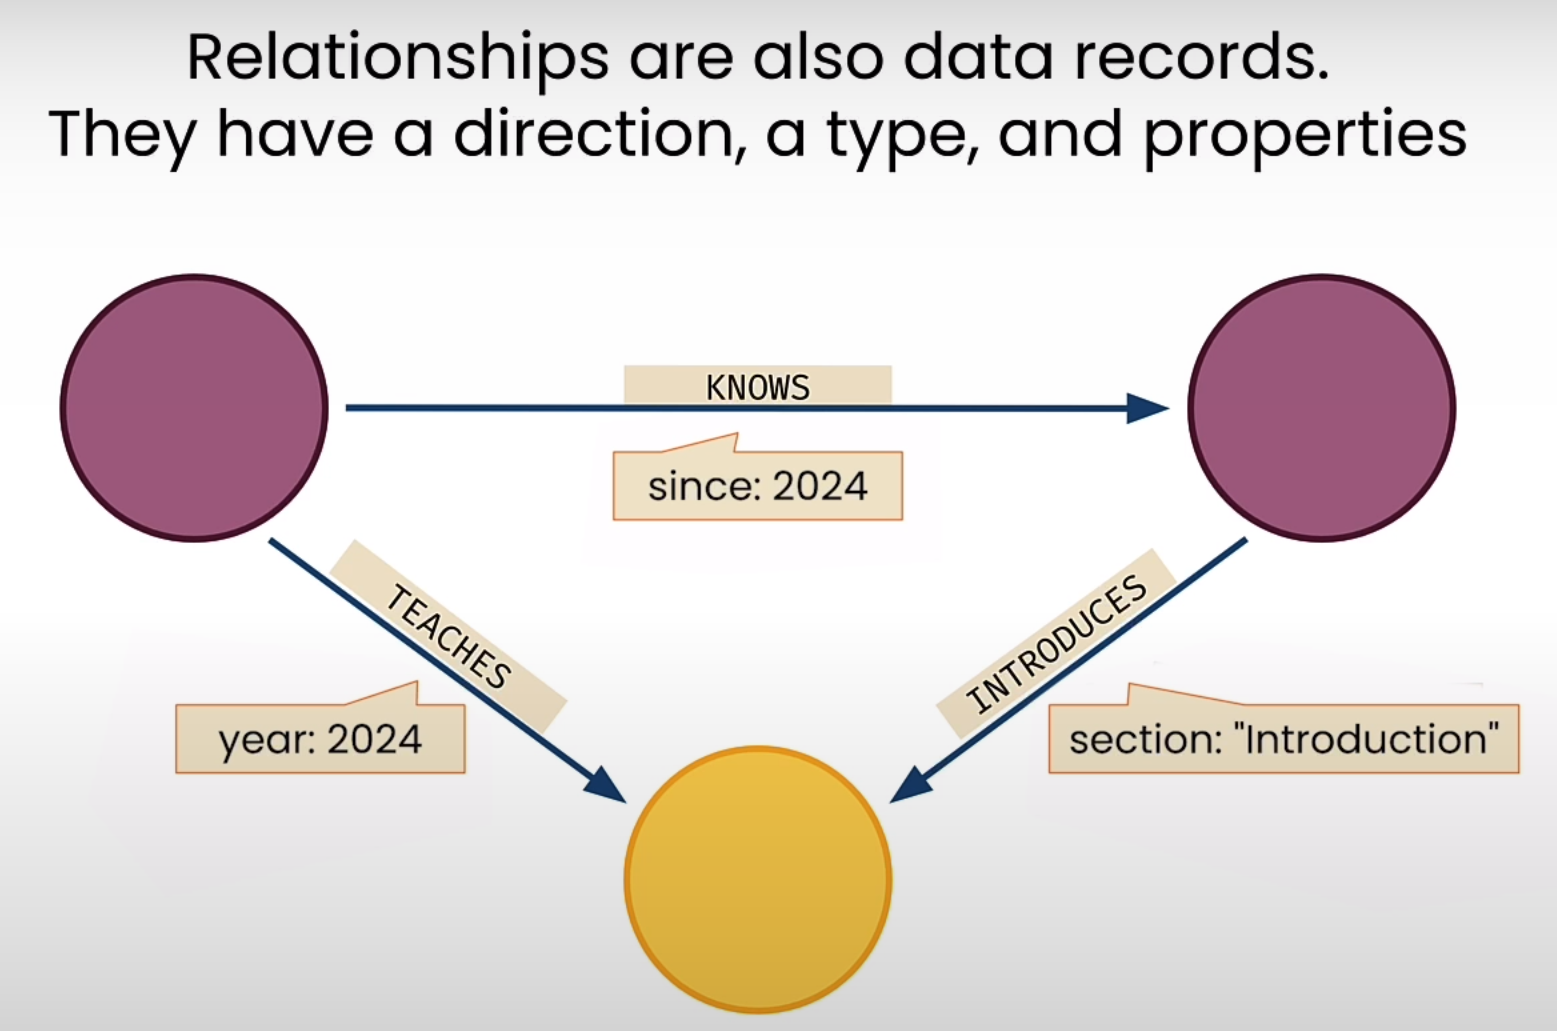 Relationships are also data records.
They have a direction, a type, and properties
KNOWS
since: 2024
TEACHES
INTRODUCES
year: 2024
section: "Introduction"